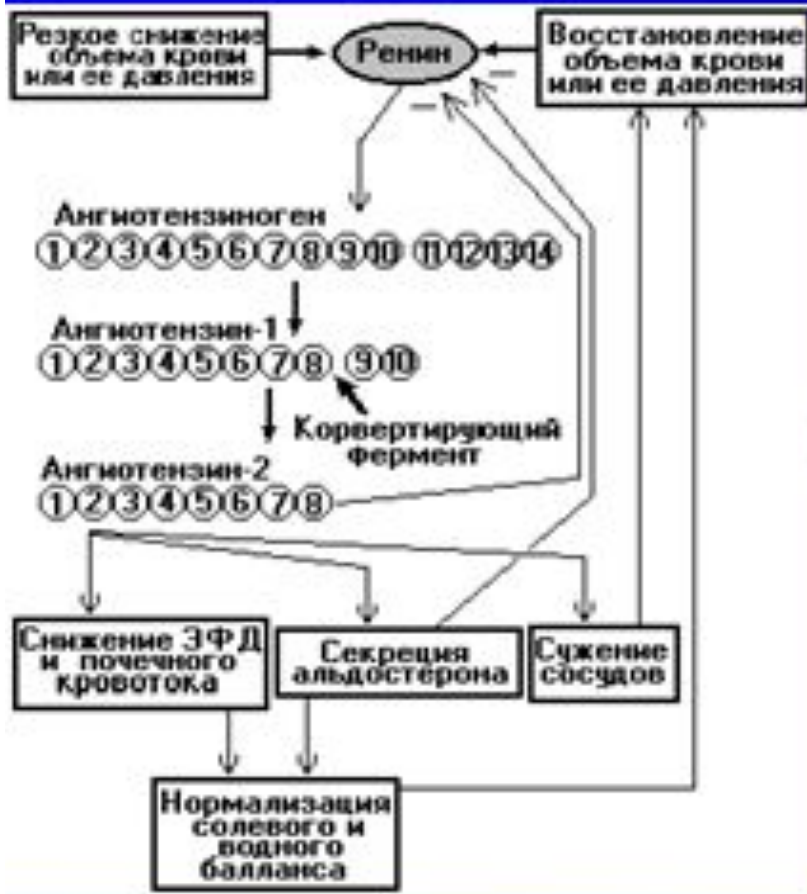 Резкое снижение
объема крови
или ее давления
Ренин
Восстановление
объема крови
или ее давления
— —
Ангиотензиноген
1 2 3 4 5 6 7 8 9 10 11 12 13 14
Ангиотензин-1
1 2 3 4 5 6 7 8 9 10
Корвертирующий
фермент
Ангиотензин-2
1 2 3 4 5 6 7 8
Снижение ЭФД
и почечного
кровотока
Секреция
альдостерона
Сужение
сосудов
Нормализация
солевого и
водного
балланса